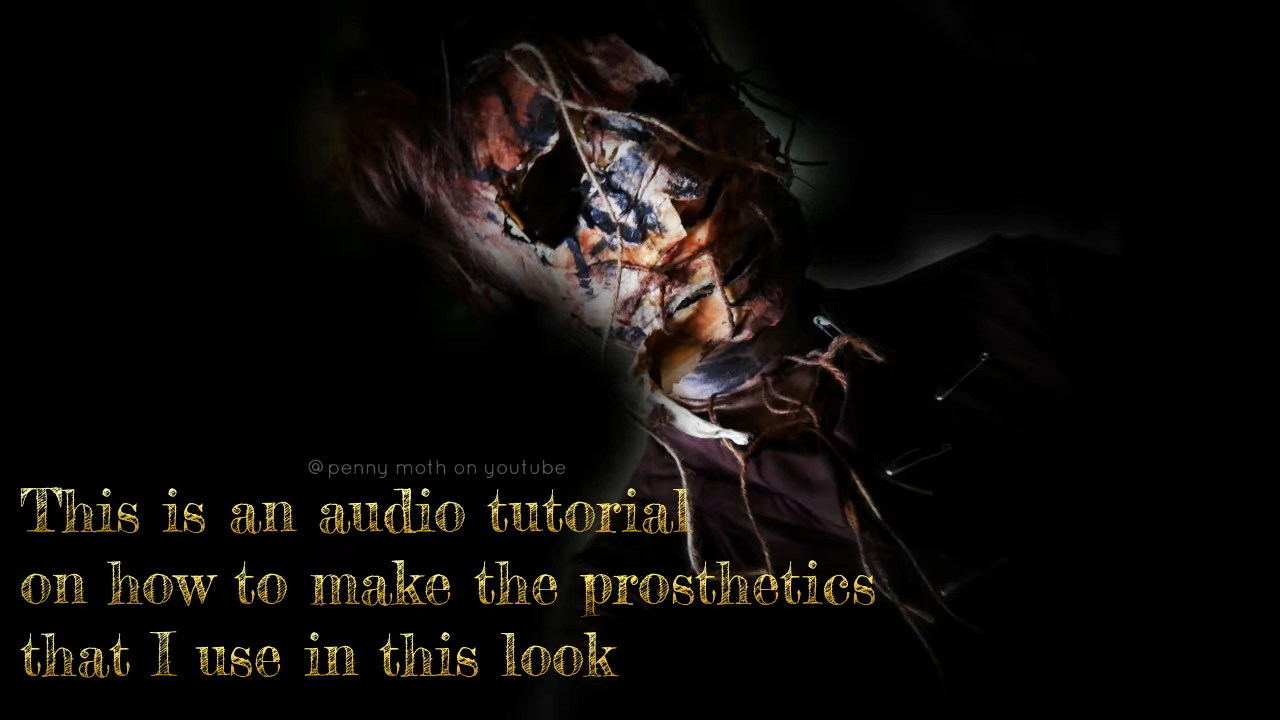 @penny moth on youtube
This is an audio tutorial
on how to make the prosthetics
that I use in this look